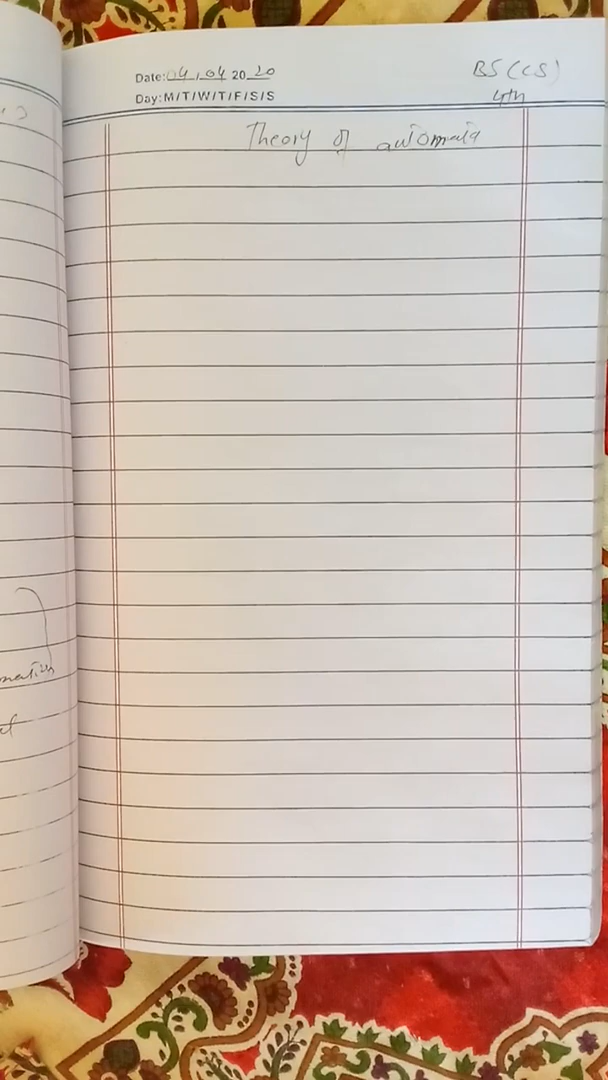 Date: 04, 04 20 20
BS (CS)
Day: M/T/W/T/F/S/S
4th
Theory of automata